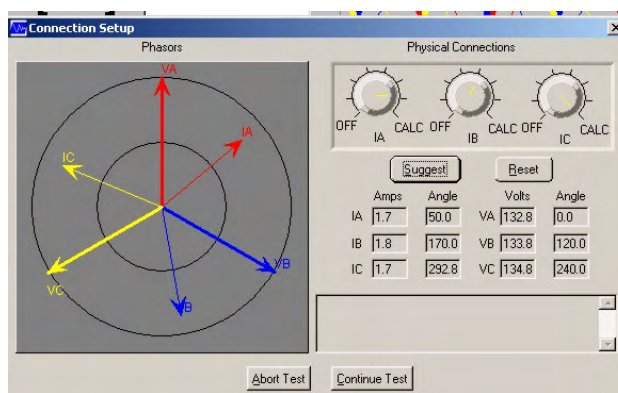 Connection Setup
Phasors
Physical Connections
VA
IA
IC
VB
VC
B
OFF IA CALC OFF IB CALC OFF IC CALC
Suggest Reset
Amps Angle Volts Angle
IA 1.7 50.0 VA 132.8 0.0
IB 1.8 170.0 VB 133.8 120.0
IC 1.7 292.8 VC 134.8 240.0
Abort Test Continue Test